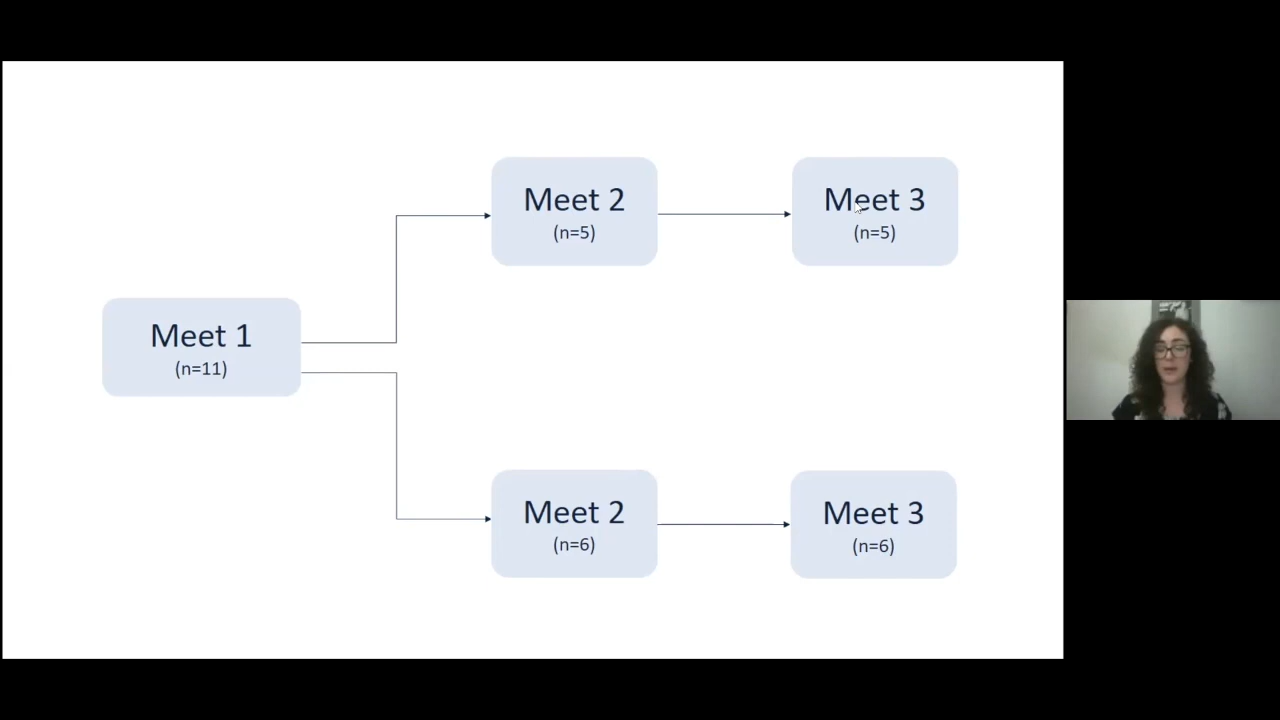 Meet 1
(n=11)
Meet 2
(n=5)
Meet 3
(n=5)
Meet 2
(n=6)
Meet 3
(n=6)